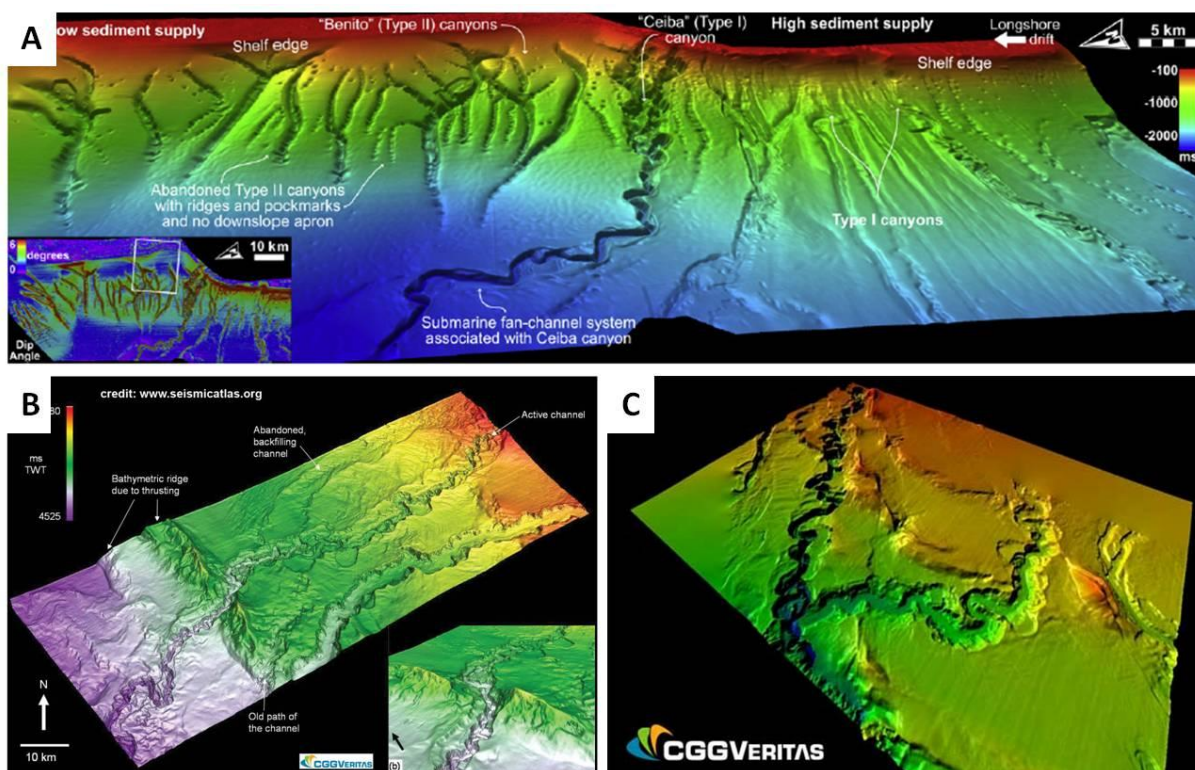 A
ow sediment supply
"Benito" (Type II) canyons
"Ceiba" (Type I)
canyon
High sediment supply
Longshore
drift
5 km
Shelf edge
Shelf edge
-100
-1000
-2000
ms
Abandoned Type II canyons
with ridges and pockmarks
and no downslope apron
Type I canyons
6
degrees
0
10 km
Dip
Angle
Submarine fan-channel system
associated with Ceiba canyon
B
credit: www.seismicatlas.org
80
ms
TWT
4525
Active channel
Abandoned,
backfilling
channel
Bathymetric ridge
due to thrusting
N
10 km
Old path of
the channel
CGGVERITAS
(b)
C
CGGVERITAS